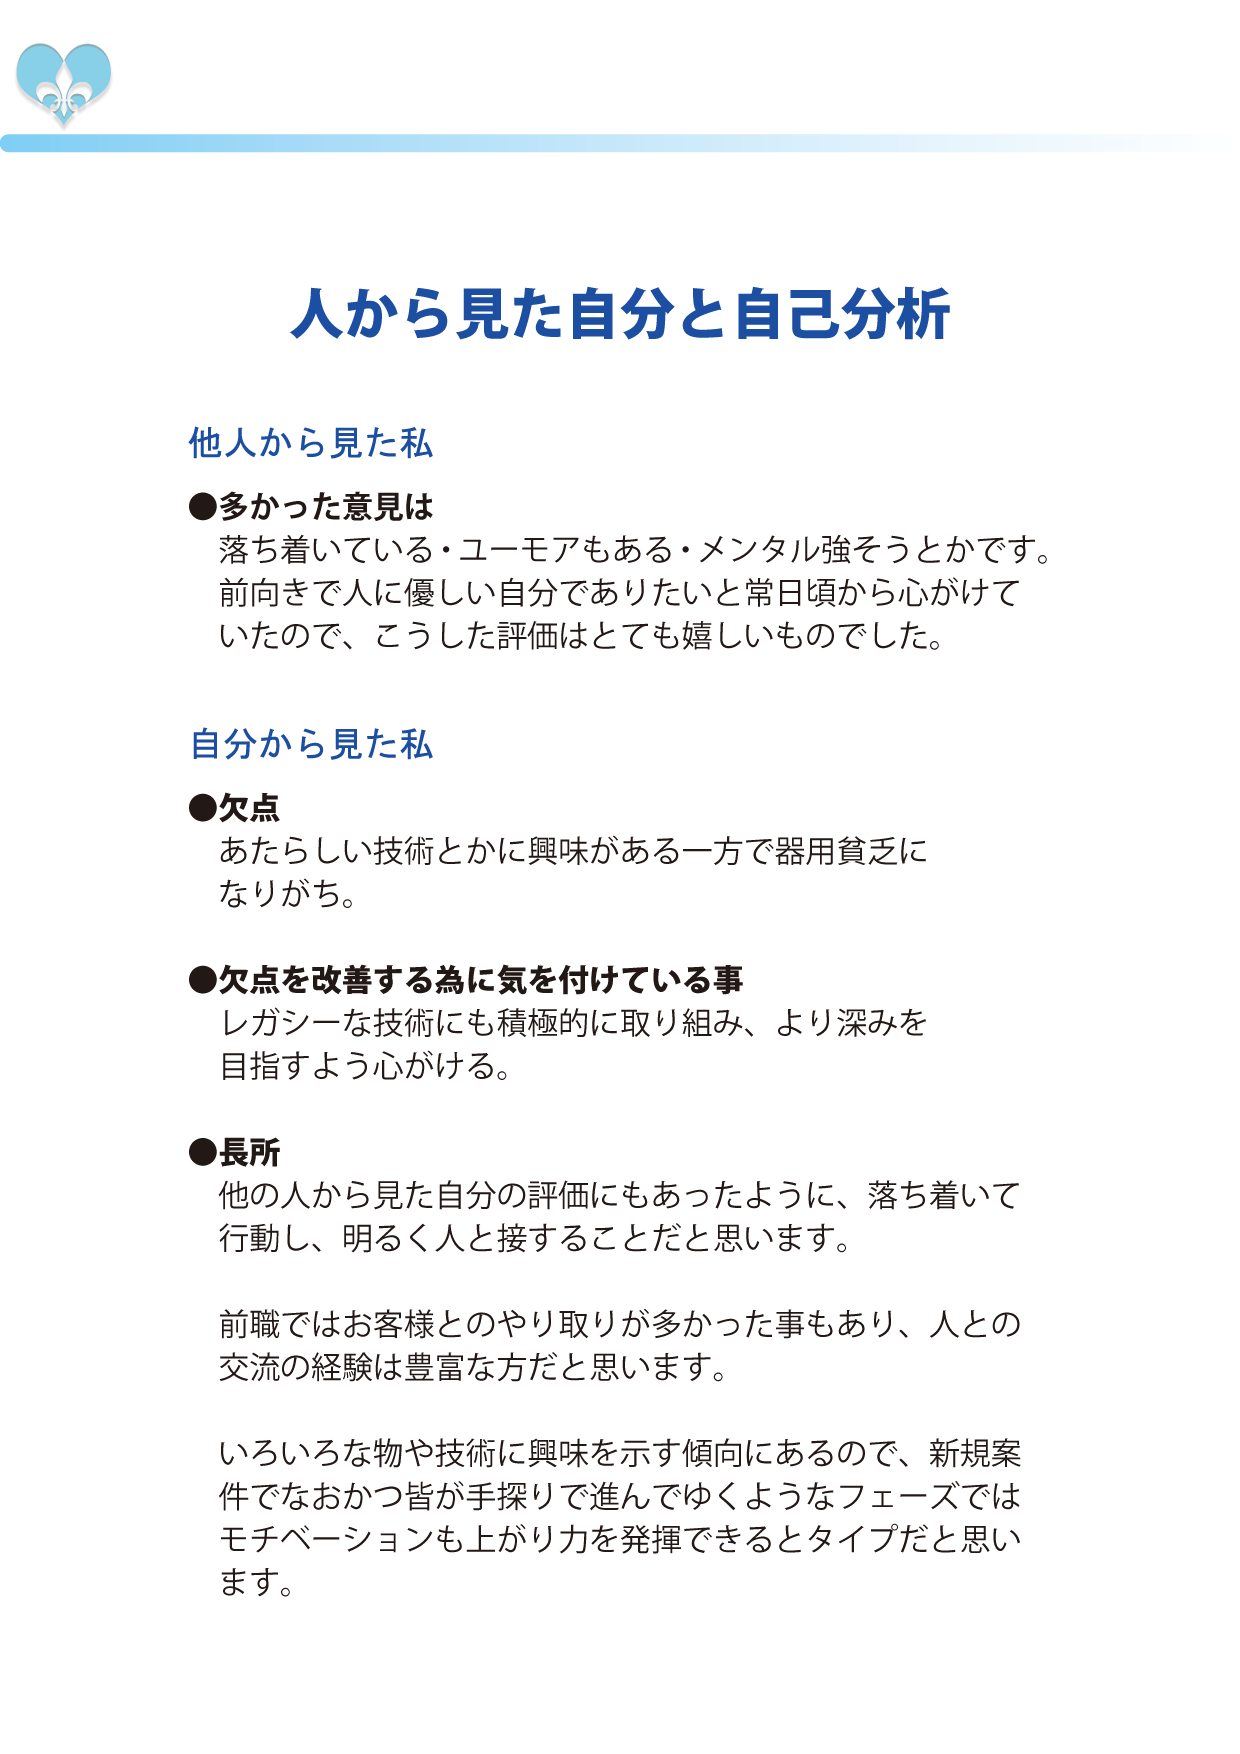 人から見た自分と自己分析
他人から見た私
●多かった意見は
落ち着いている・ユーモアもある・メンタル強そうとかです。
前向きで人に優しい自分でありたいと常日頃から心がけて
いたので、こうした評価はとても嬉しいものでした。
自分から見た私
●欠点
あたらしい技術とかに興味がある一方で器用貧乏に
なりがち。
●欠点を改善する為に気を付けている事
レガシーな技術にも積極的に取り組み、より深みを
目指すよう心がける。
●長所
他の人から見た自分の評価にもあったように、落ち着いて
行動し、明るく人と接することだと思います。
前職ではお客様とのやり取りが多かった事もあり、人との
交流の経験は豊富な方だと思います。
いろいろな物や技術に興味を示す傾向にあるので、新規案
件でなおかつ皆が手探りで進んでゆくようなフェーズでは
モチベーションも上がり力を発揮できるとタイプだと思い
ます。